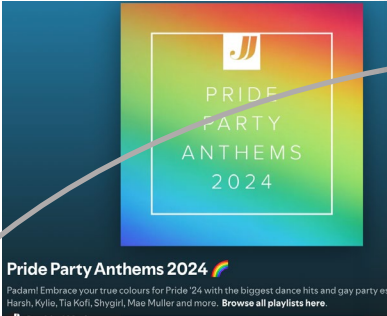 JJ
PRIDE
PARTY
ANTHEMS
2024
Pride Party Anthems 2024 🌈
Padam! Embrace your true colours for Pride '24 with the biggest dance hits and gay party
Harsh, Kylie, Tia Kofi, Shygirl, Mae Muller and more. Browse all playlists here.